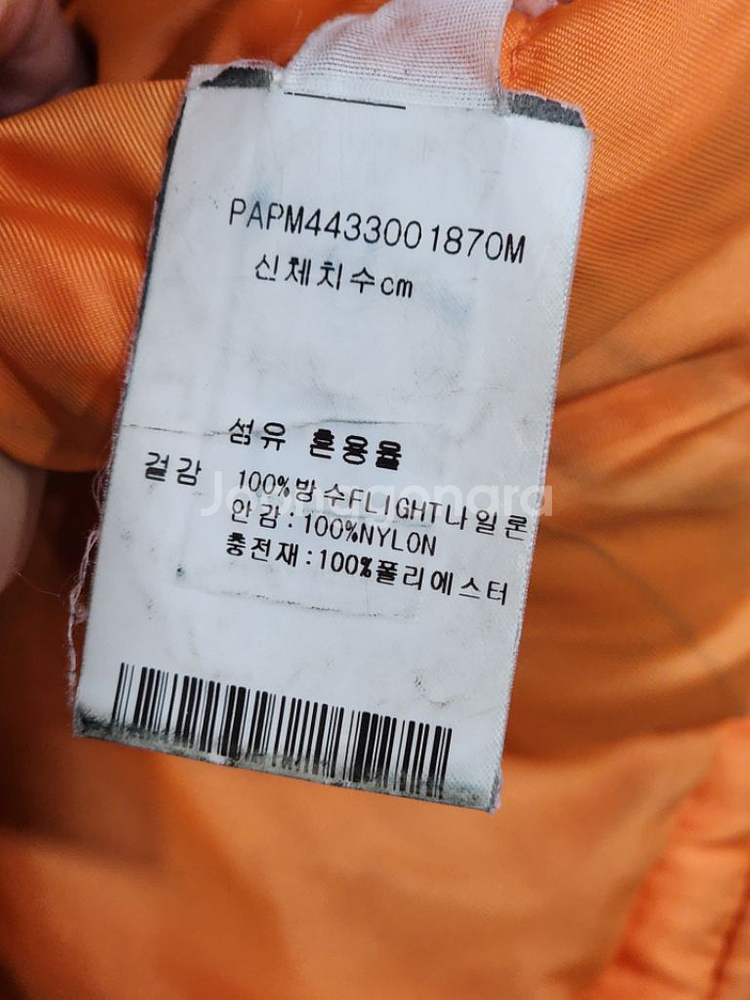 PAPM4433001870M
신체치수cm
섬유 혼용율
겉감 100%방수FLIGHT나일론
안감:100%NYLON
충전재:100%폴리에스터
Joonggonara